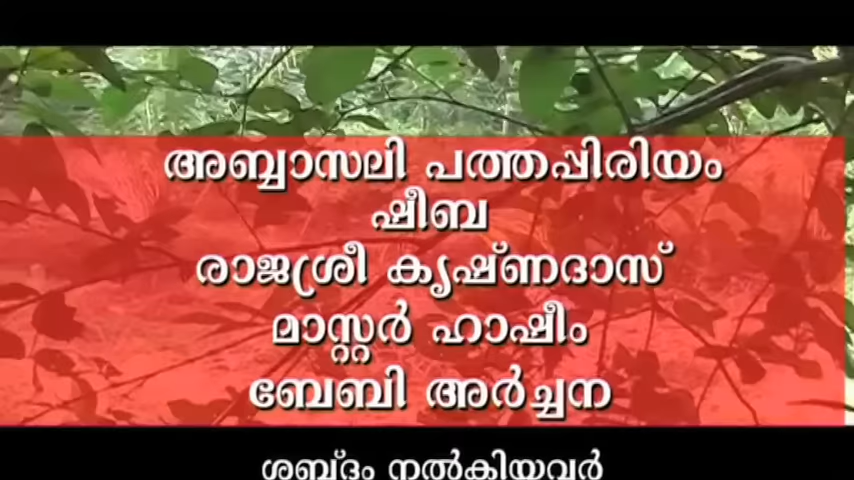 അബ്ബാസലി പത്തപ്പിരിയം
ഷീബ
രാജശ്രീ കൃഷ്ണദാസ്
മാസ്റ്റർ ഹാഷീം
ബേബി അർച്ചന
ശബ്ദം നൽകിയവർ